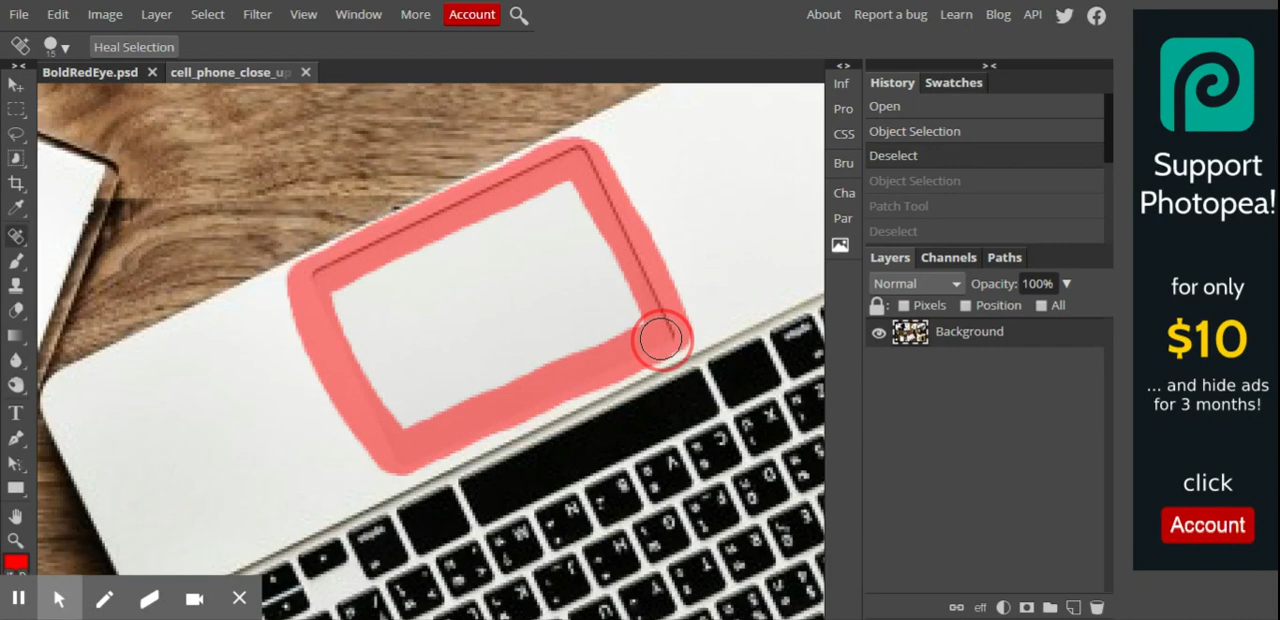 File Edit Image Layer Select Filter View Window More Account
About Report a bug Learn Blog API
15
Heal Selection
BoldRedEye.psd
cell_phone_close_up
> <
< >
> <
Inf
Pro
CSS
Bru
Cha
Par
History Swatches
Open
Object Selection
Deselect
Object Selection
Patch Tool
Deselect
Layers Channels Paths
Normal Opacity: 100%
: Pixels Position All
Background
eff
Support
Photopea!
for only
$10
... and hide ads
for 3 months!
click
Account